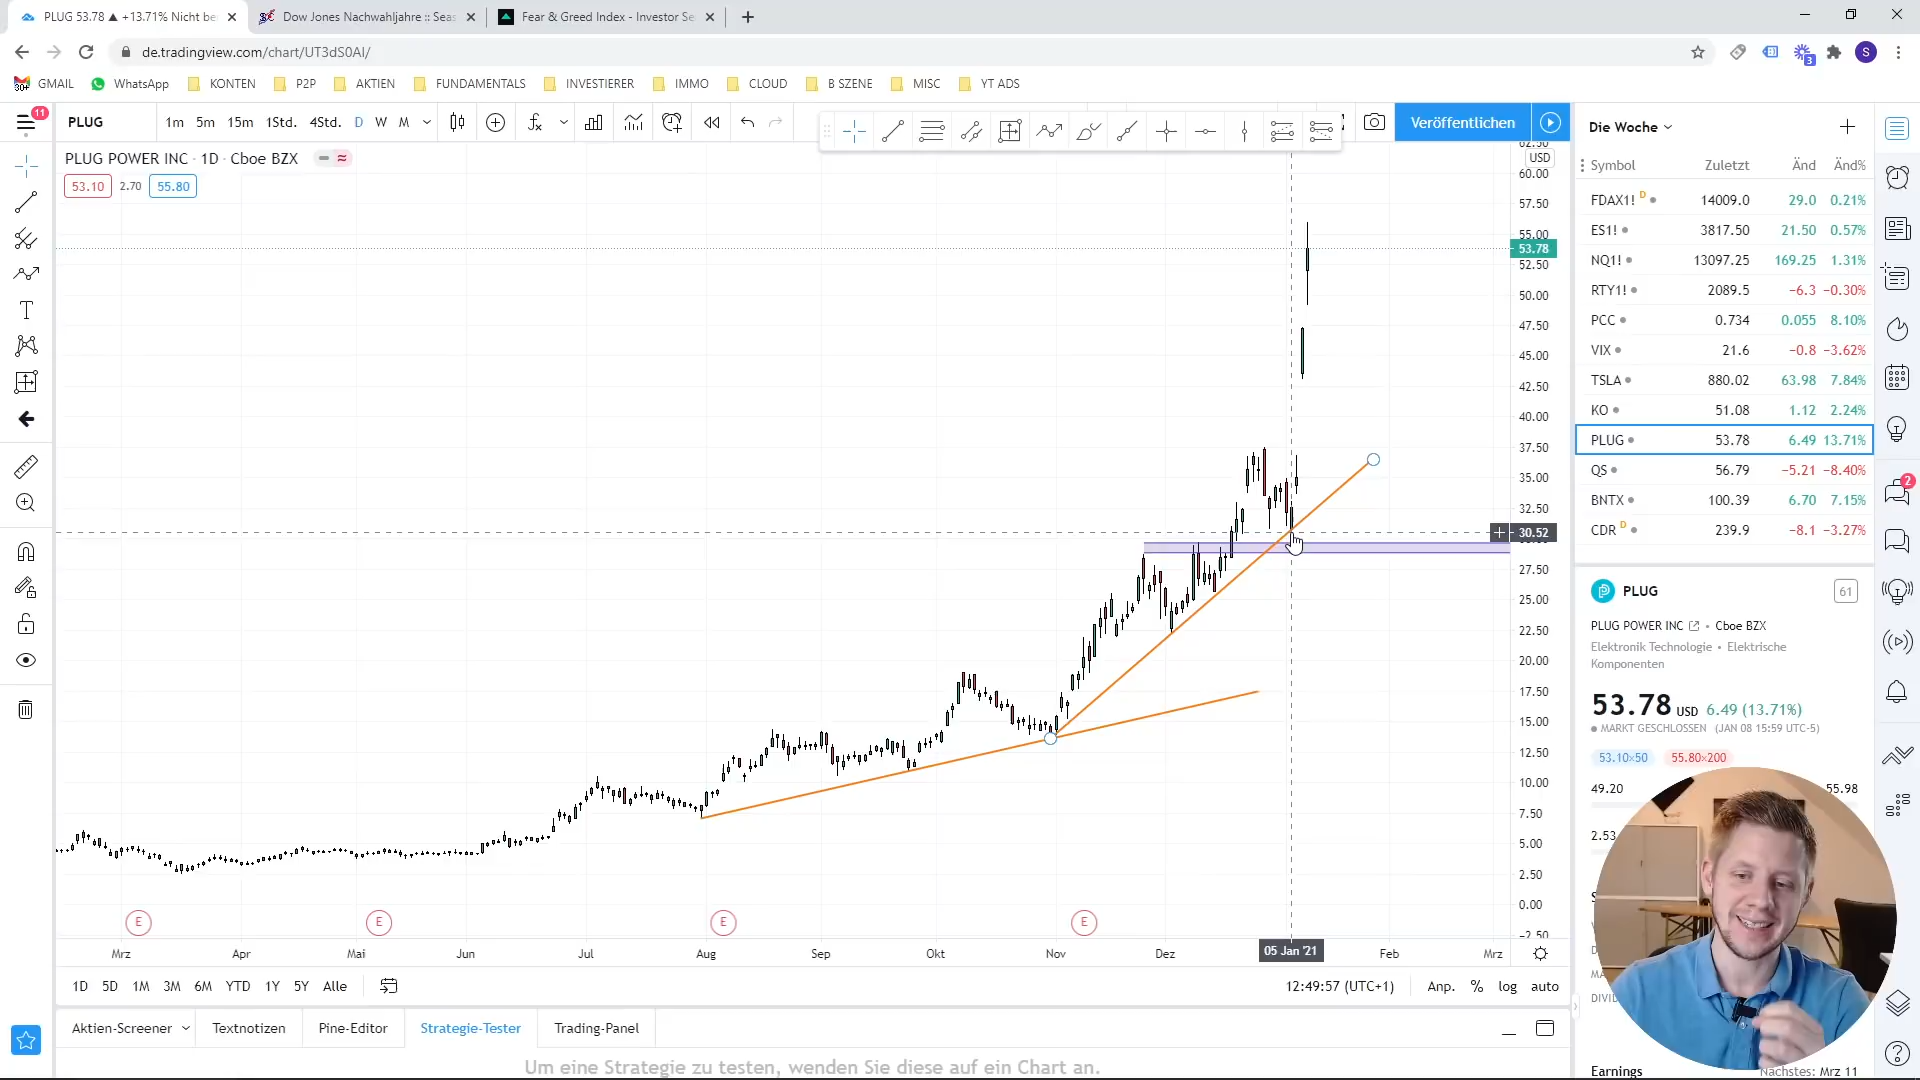 PLUG 53.78 ▲ +13.71% Nicht be
Dow Jones Nachwahljahre :: Seas
Fear & Greed Index - Investor Se
de.tradingview.com/chart/UT3dS0AI/
GMAIL
WhatsApp
KONTEN
P2P
AKTIEN
FUNDAMENTALS
INVESTIERER
IMMO
CLOUD
B SZENE
MISC
YT ADS
11
PLUG
1m 5m 15m 1Std. 4Std. D W M
Veröffentlichen
PLUG POWER INC · 1D · Cboe BZX
53.10 2.70 55.80
USD
60.00
57.50
55.00
53.78
52.50
50.00
47.50
45.00
42.50
40.00
37.50
35.00
32.50
30.52
27.50
25.00
22.50
20.00
17.50
15.00
12.50
10.00
7.50
5.00
2.50
0.00
−2.50
E E E E
Mrz Apr Mai Jun Jul Aug Sep Okt Nov Dez 05 Jan '21 Feb Mrz
1D 5D 1M 3M 6M YTD 1Y 5Y Alle
12:49:57 (UTC+1) Anp. % log auto
Aktien-Screener Textnotizen Pine-Editor Strategie-Tester Trading-Panel
Um eine Strategie zu testen, wenden Sie diese auf ein Chart an.
Die Woche
Symbol Zuletzt Änd Änd%
FDAX1! D 14009.0 29.0 0.21%
ES1! 3817.50 21.50 0.57%
NQ1! 13097.25 169.25 1.31%
RTY1! 2089.5 −6.3 −0.30%
PCC 0.734 0.055 8.10%
VIX 21.6 −0.8 −3.62%
TSLA 880.02 63.98 7.84%
KO 51.08 1.12 2.24%
PLUG 53.78 6.49 13.71%
QS 56.79 −5.21 −8.40%
BNTX 100.39 6.70 7.15%
CDR D 239.9 −8.1 −3.27%
PLUG 61
PLUG POWER INC • Cboe BZX
Elektronik Technologie • Elektrische
Komponenten
53.78 USD 6.49 (13.71%)
MARKT GESCHLOSSEN (JAN 08 15:59 UTC-5)
53.10×50 55.80×200
49.20 55.98
2.53
DIVID
Earnings Nächstes: Mrz 11
2
3
S